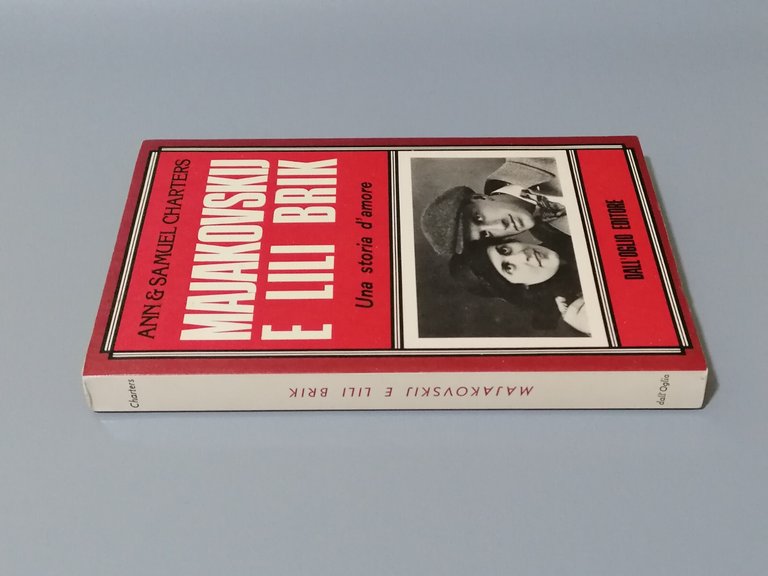 ANN & SAMUEL CHARTERS
MAJAKOVSKIJ
E LILI BRIK
Una storia d'amore
DALL'OGLIO EDITORE
Charters
MAJAKOVSKIJ E LILI BRIK
dall'Oglio